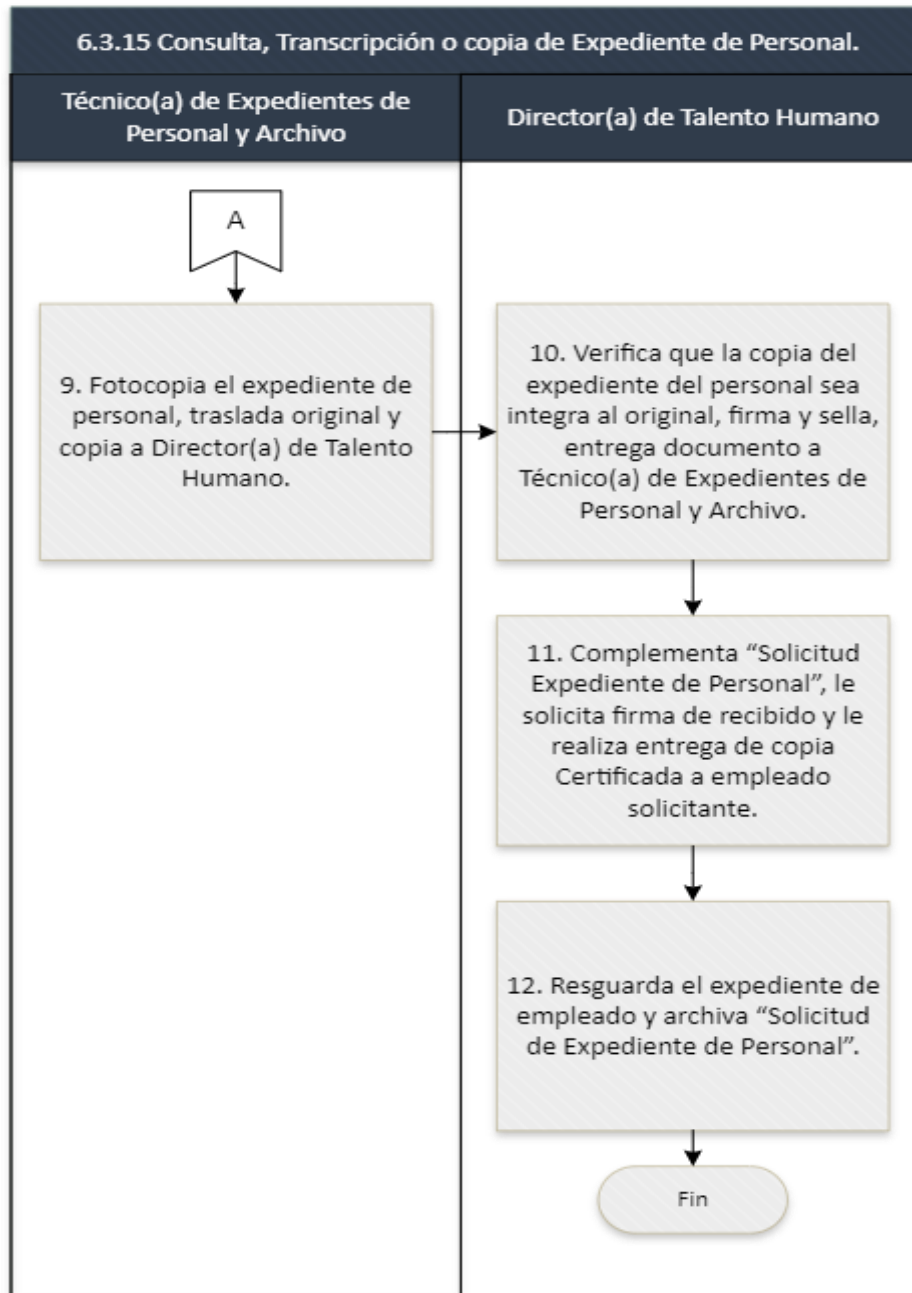 6.3.15 Consulta, Transcripción o copia de Expediente de Personal.
Técnico(a) de Expedientes de
Personal y Archivo
Director(a) de Talento Humano
A
9. Fotocopia el expediente de
personal, traslada original y
copia a Director(a) de Talento
Humano.
10. Verifica que la copia del
expediente del personal sea
integra al original, firma y sella,
entrega documento a
Técnico(a) de Expedientes de
Personal y Archivo.
11. Complementa “Solicitud
Expediente de Personal”, le
solicita firma de recibido y le
realiza entrega de copia
Certificada a empleado
solicitante.
12. Resguarda el expediente de
empleado y archiva “Solicitud
de Expediente de Personal”.
Fin